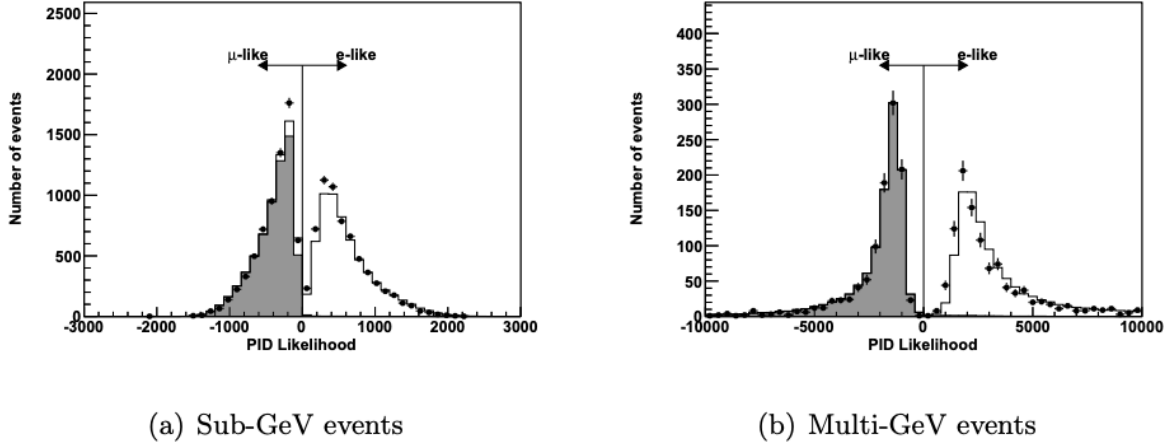 Number of events
2500
2000
1500
1000
500
0
-3000 -2000 -1000 0 1000 2000 3000
μ-like e-like
PID Likelihood
(a) Sub-GeV events
Number of events
400
350
300
250
200
150
100
50
0
-10000 -5000 0 5000 10000
μ-like e-like
PID Likelihood
(b) Multi-GeV events